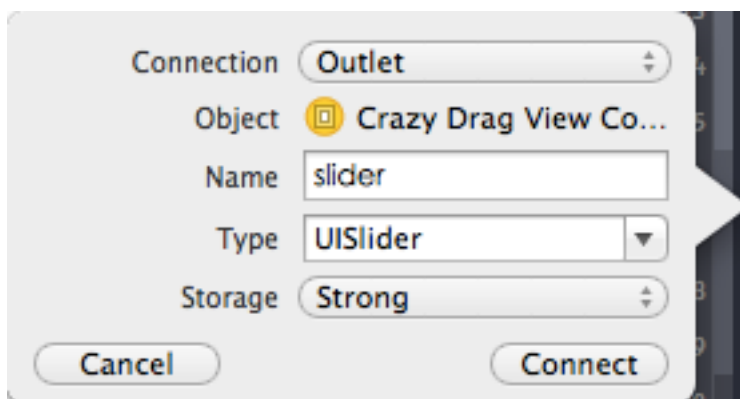 Connection Outlet
Object Crazy Drag View Co...
Name slider
Type UISlider
Storage Strong
Cancel Connect